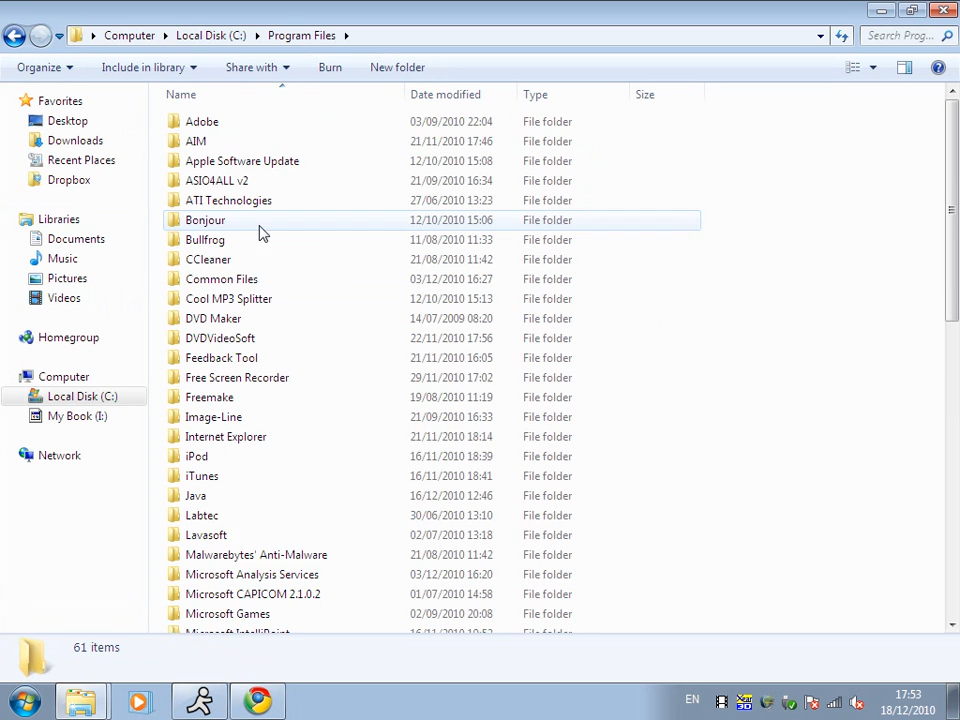 Computer Local Disk (C:) Program Files Search Prog...
Organize Include in library Share with Burn New folder
Favorites
Desktop
Downloads
Recent Places
Dropbox
Libraries
Documents
Music
Pictures
Videos
Homegroup
Computer
Local Disk (C:)
My Book (I:)
Network
Name Date modified Type Size
Adobe 03/09/2010 22:04 File folder
AIM 21/11/2010 17:46 File folder
Apple Software Update 12/10/2010 15:08 File folder
ASIO4ALL v2 21/09/2010 16:34 File folder
ATI Technologies 27/06/2010 13:23 File folder
Bonjour 12/10/2010 15:06 File folder
Bullfrog 11/08/2010 11:33 File folder
CCleaner 21/08/2010 11:42 File folder
Common Files 03/12/2010 16:27 File folder
Cool MP3 Splitter 12/10/2010 15:13 File folder
DVD Maker 14/07/2009 08:20 File folder
DVDVideoSoft 22/11/2010 17:56 File folder
Feedback Tool 21/11/2010 16:05 File folder
Free Screen Recorder 29/11/2010 17:02 File folder
Freemake 19/08/2010 11:19 File folder
Image-Line 21/09/2010 16:33 File folder
Internet Explorer 21/11/2010 18:14 File folder
iPod 16/11/2010 18:39 File folder
iTunes 16/11/2010 18:41 File folder
Java 16/12/2010 12:46 File folder
Labtec 30/06/2010 13:10 File folder
Lavasoft 02/07/2010 13:18 File folder
Malwarebytes' Anti-Malware 21/08/2010 11:42 File folder
Microsoft Analysis Services 03/12/2010 16:20 File folder
Microsoft CAPICOM 2.1.0.2 01/07/2010 14:58 File folder
Microsoft Games 02/09/2010 20:08 File folder
Microsoft IntelliPoint 16/11/2010 19:53 File folder
61 items
EN
17:53
18/12/2010